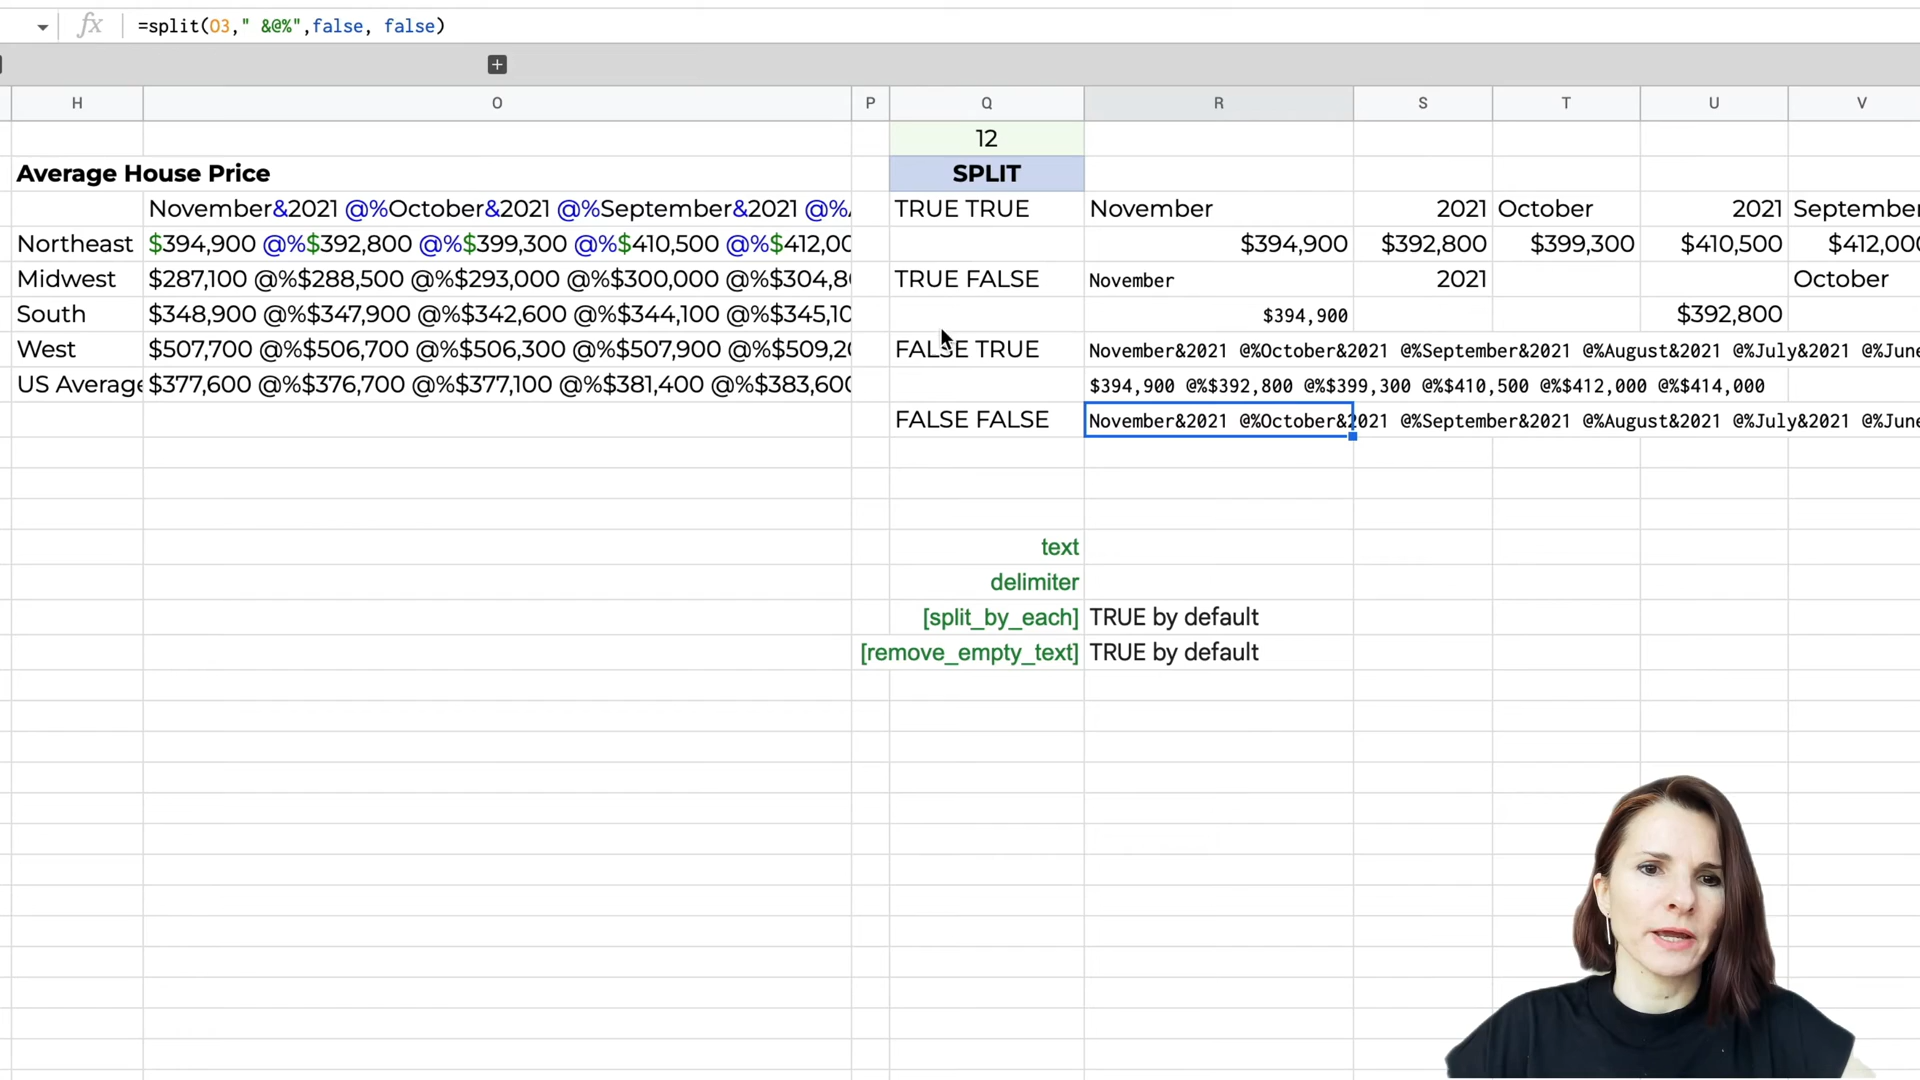 fx =split(O3," &@%",false, false)
H O P Q R S T U V
12
Average House Price SPLIT
November&2021 @%October&2021 @%September&2021 @% TRUE TRUE November 2021 October 2021 September
Northeast $394,900 @%$392,800 @%$399,300 @%$410,500 @%$412,00 $394,900 $392,800 $399,300 $410,500 $412,000
Midwest $287,100 @%$288,500 @%$293,000 @%$300,000 @%$304,8 TRUE FALSE November 2021 October
South $348,900 @%$347,900 @%$342,600 @%$344,100 @%$345,10 $394,900 $392,800
West $507,700 @%$506,700 @%$506,300 @%$507,900 @%$509,2 FALSE TRUE November&2021 @%October&2021 @%September&2021 @%August&2021 @%July&2021 @%June
US Average $377,600 @%$376,700 @%$377,100 @%$381,400 @%$383,600 $394,900 @%$392,800 @%$399,300 @%$410,500 @%$412,000 @%$414,000
FALSE FALSE November&2021 @%October&2021 @%September&2021 @%August&2021 @%July&2021 @%June
text
delimiter
[split_by_each] TRUE by default
[remove_empty_text] TRUE by default